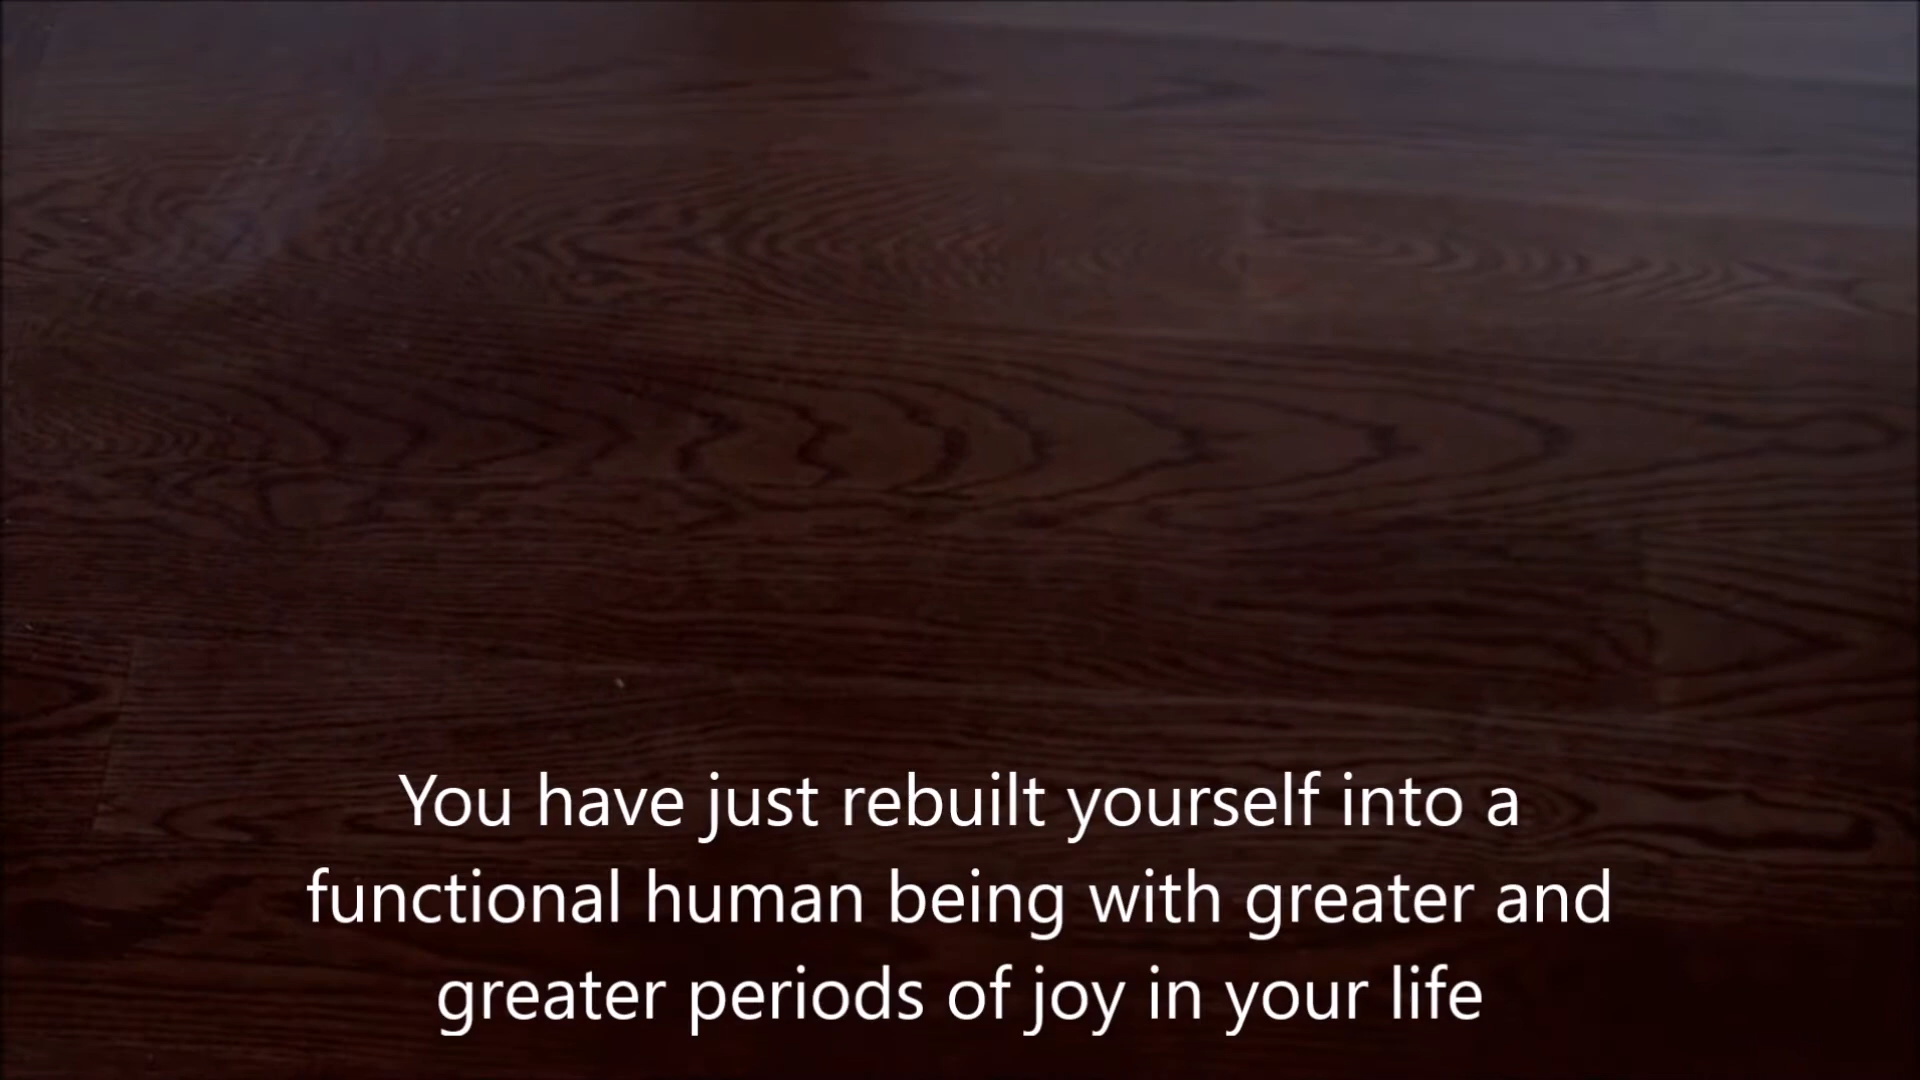 You have just rebuilt yourself into a
functional human being with greater and
greater periods of joy in your life